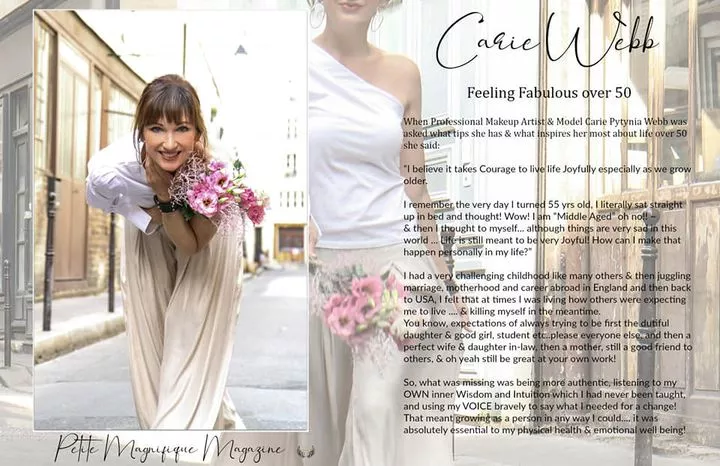 Carie Webb
Feeling Fabulous over 50
When Professional Makeup Artist & Model Carie Pytynia Webb was
asked what tips she has & what inspires her most about life over 50
she said:
"I believe it takes Courage to live life Joyfully especially as we grow
older.
I remember the very day I turned 55 yrs old, I literally sat straight
up in bed and thought! Wow! I am "Middle Aged" oh no!! ~
& then I thought to myself... although things are very sad in this
world ... Life is still meant to be very Joyful! How can I make that
happen personally in my life?"
I had a very challenging childhood like many others & then juggling
marriage, motherhood and career abroad in England and then back
to USA, I felt that at times I was living how others were expecting
me to live .... & killing myself in the meantime.
You know, expectations of always trying to be first the dutiful
daughter & good girl, student etc..please everyone else, and then a
perfect wife & daughter in-law, then a mother, still a good friend to
others, & oh yeah still be great at your own work!
So, what was missing was being more authentic, listening to my
OWN inner Wisdom and Intuition which I had never been taught,
and using my VOICE bravely to say what I needed for a change!
That meant growing as a person in any way I could...., it was
absolutely essential to my physical health & emotional well being!
Petite Magnifique Magazine